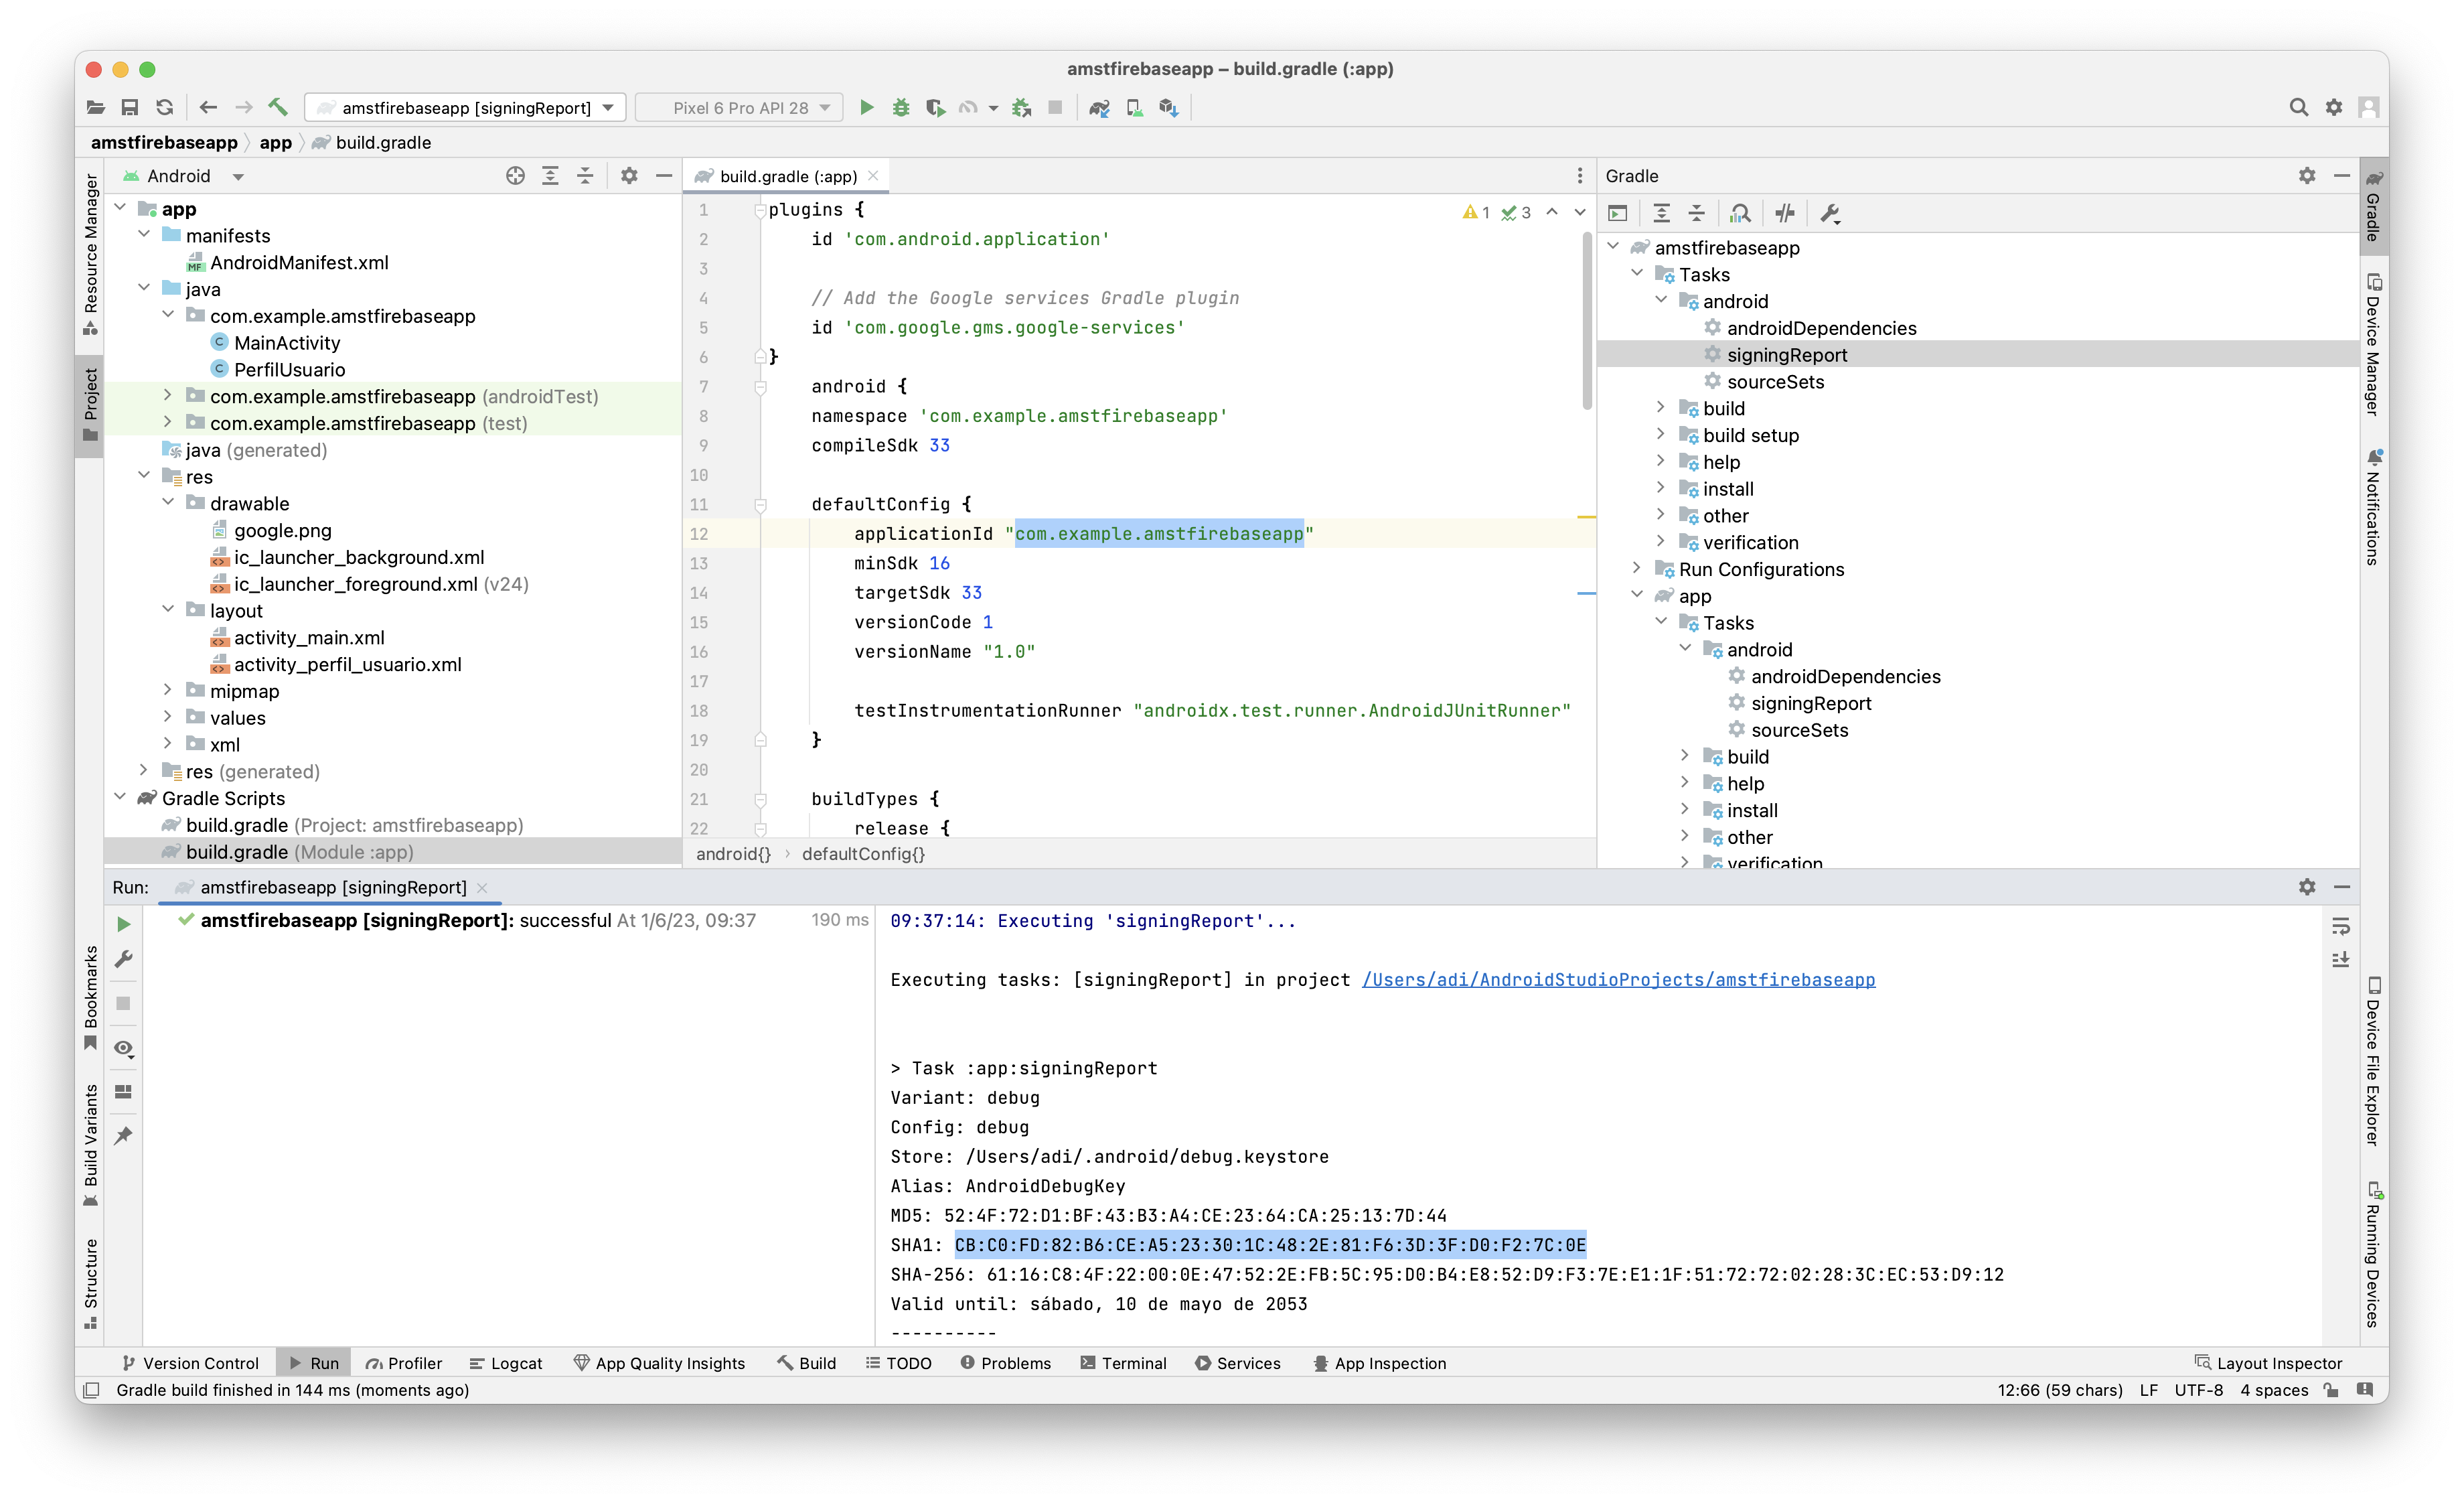 amstfirebaseapp – build.gradle (:app)
amstfirebaseapp [signingReport]
Pixel 6 Pro API 28
amstfirebaseapp
app
build.gradle
Resource Manager
Project
Bookmarks
Build Variants
Structure
Android
app
manifests
MF AndroidManifest.xml
java
com.example.amstfirebaseapp
C MainActivity
C PerfilUsuario
com.example.amstfirebaseapp (androidTest)
com.example.amstfirebaseapp (test)
java (generated)
res
drawable
google.png
ic_launcher_background.xml
ic_launcher_foreground.xml (v24)
layout
activity_main.xml
activity_perfil_usuario.xml
mipmap
values
xml
res (generated)
Gradle Scripts
build.gradle (Project: amstfirebaseapp)
build.gradle (Module :app)
build.gradle (:app)
1 3
1 plugins {
2 id 'com.android.application'
3
4 // Add the Google services Gradle plugin
5 id 'com.google.gms.google-services'
6 }
7 android {
8 namespace 'com.example.amstfirebaseapp'
9 compileSdk 33
10
11 defaultConfig {
12 applicationId "com.example.amstfirebaseapp"
13 minSdk 16
14 targetSdk 33
15 versionCode 1
16 versionName "1.0"
17
18 testInstrumentationRunner "androidx.test.runner.AndroidJUnitRunner"
19 }
20
21 buildTypes {
22 release {
android{} › defaultConfig{}
Gradle
amstfirebaseapp
Tasks
android
androidDependencies
signingReport
sourceSets
build
build setup
help
install
other
verification
Run Configurations
app
Tasks
android
androidDependencies
signingReport
sourceSets
build
help
install
other
verification
Gradle
Device Manager
Notifications
Device File Explorer
Running Devices
Run: amstfirebaseapp [signingReport]
amstfirebaseapp [signingReport]: successful At 1/6/23, 09:37 190 ms
09:37:14: Executing 'signingReport'...
Executing tasks: [signingReport] in project /Users/adi/AndroidStudioProjects/amstfirebaseapp
> Task :app:signingReport
Variant: debug
Config: debug
Store: /Users/adi/.android/debug.keystore
Alias: AndroidDebugKey
MD5: 52:4F:72:D1:BF:43:B3:A4:CE:23:64:CA:25:13:7D:44
SHA1: CB:C0:FD:82:B6:CE:A5:23:30:1C:48:2E:81:F6:3D:3F:D0:F2:7C:0E
SHA-256: 61:16:C8:4F:22:00:0E:47:52:2E:FB:5C:95:D0:B4:E8:52:D9:F3:7E:E1:1F:51:72:72:02:28:3C:EC:53:D9:12
Valid until: sábado, 10 de mayo de 2053
----------
Version Control Run Profiler Logcat App Quality Insights Build TODO Problems Terminal Services App Inspection Layout Inspector
Gradle build finished in 144 ms (moments ago) 12:66 (59 chars) LF UTF-8 4 spaces